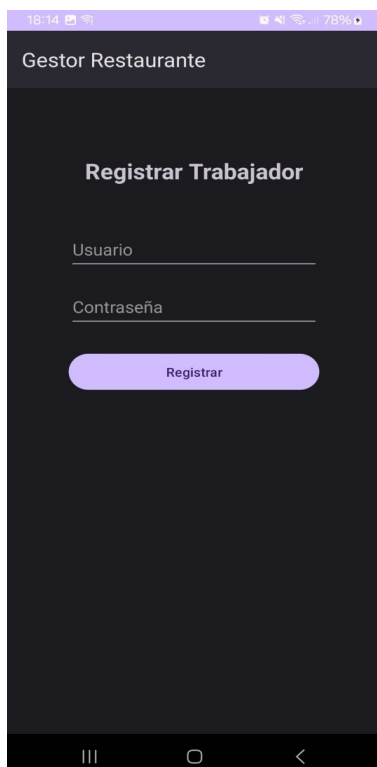 18:14 78%
Gestor Restaurante
Registrar Trabajador
Usuario
Contraseña
Registrar